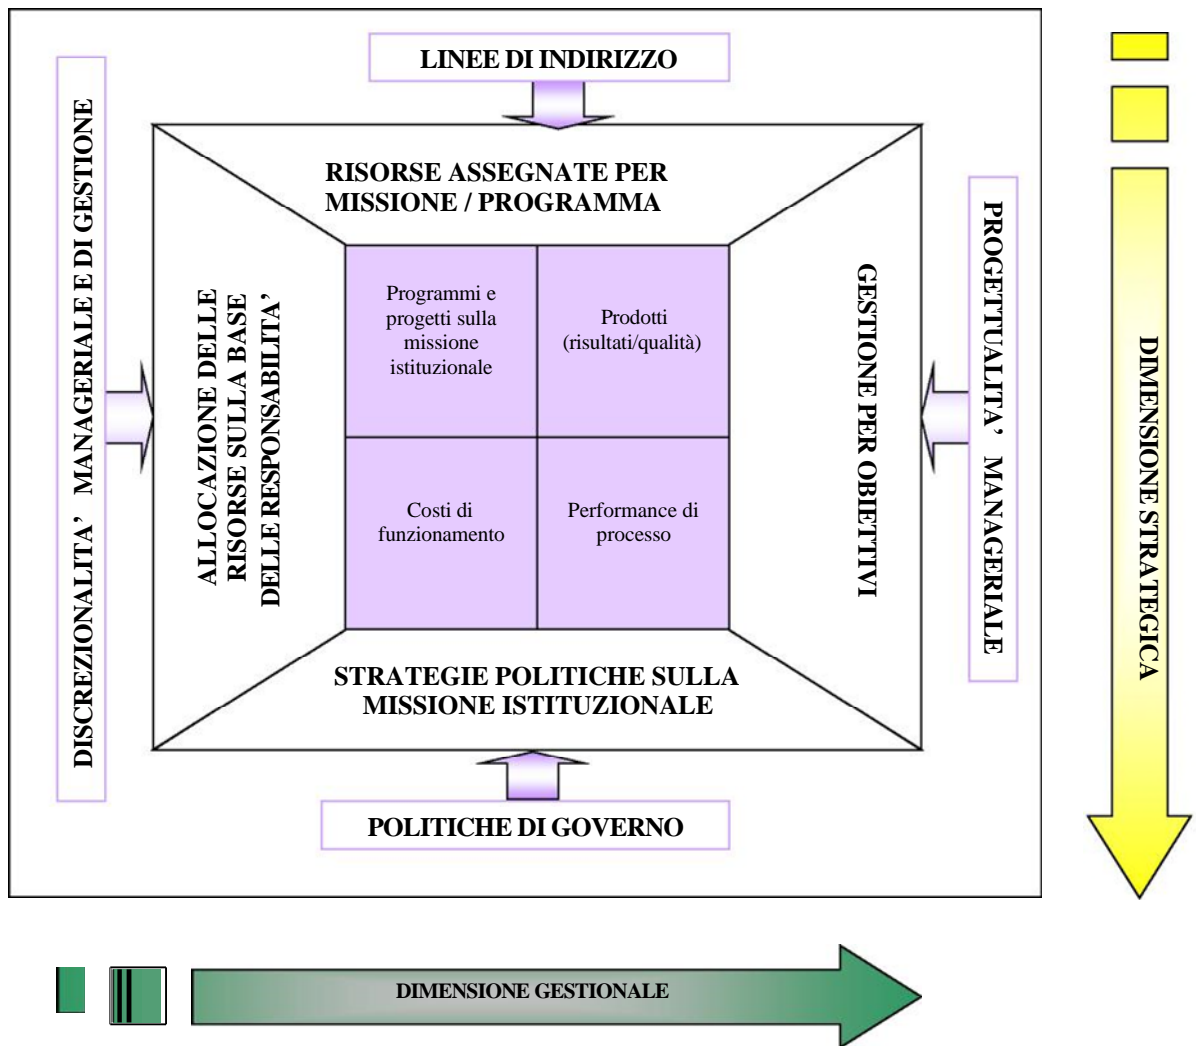 LINEE DI INDIRIZZO
DISCREZIONALITA’ MANAGERIALE E DI GESTIONE
RISORSE ASSEGNATE PER
MISSIONE / PROGRAMMA
ALLOCAZIONE DELLE
RISORSE SULLA BASE
DELLE RESPONSABILITA’
Programmi e
progetti sulla
missione
istituzionale
Prodotti
(risultati/qualità)
Costi di
funzionamento
Performance di
processo
GESTIONE PER OBIETTIVI
PROGETTUALITA’ MANAGERIALE
DIMENSIONE STRATEGICA
STRATEGIE POLITICHE SULLA
MISSIONE ISTITUZIONALE
POLITICHE DI GOVERNO
DIMENSIONE GESTIONALE